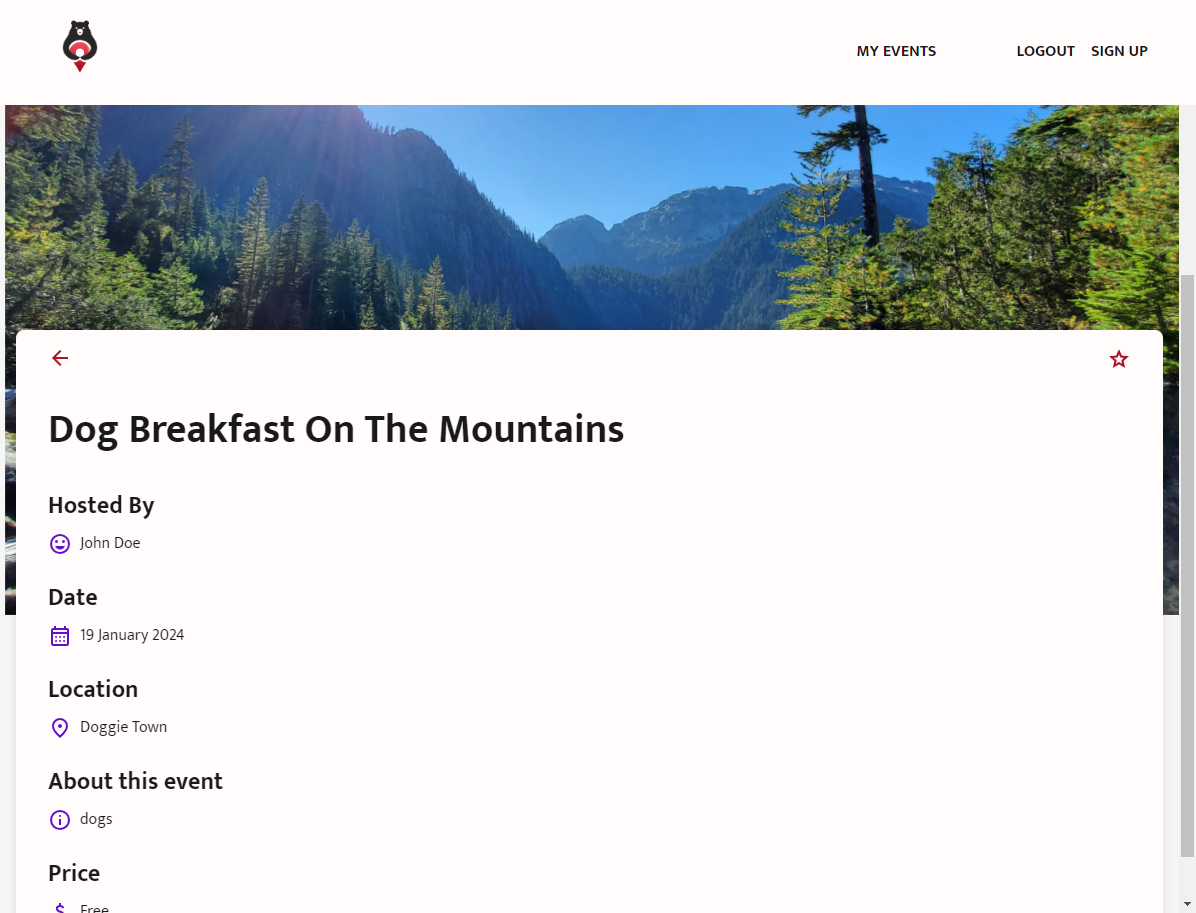 MY EVENTS
LOGOUT
SIGN UP
Dog Breakfast On The Mountains
Hosted By
John Doe
Date
19 January 2024
Location
Doggie Town
About this event
dogs
Price
Free